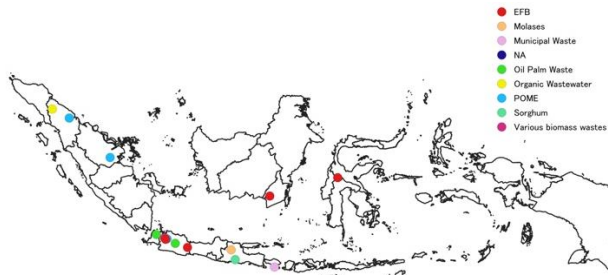 EFB
Molases
Municipal Waste
NA
Oil Palm Waste
Organic Wastewater
POME
Sorghum
Various biomass wastes